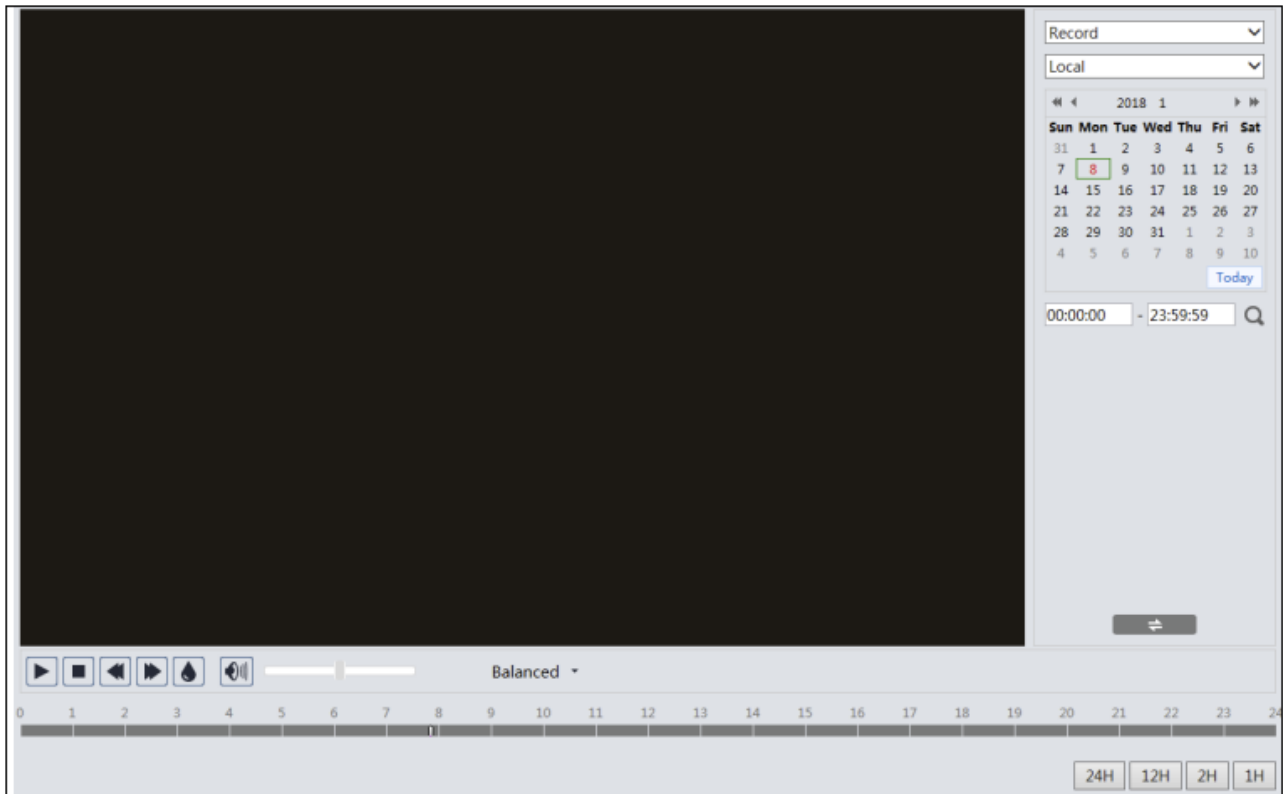 Record
Local
2018 1
Sun Mon Tue Wed Thu Fri Sat
31 1 2 3 4 5 6
7 8 9 10 11 12 13
14 15 16 17 18 19 20
21 22 23 24 25 26 27
28 29 30 31 1 2 3
4 5 6 7 8 9 10
Today
00:00:00 - 23:59:59
Balanced
0 1 2 3 4 5 6 7 8 9 10 11 12 13 14 15 16 17 18 19 20 21 22 23 24
24H 12H 2H 1H